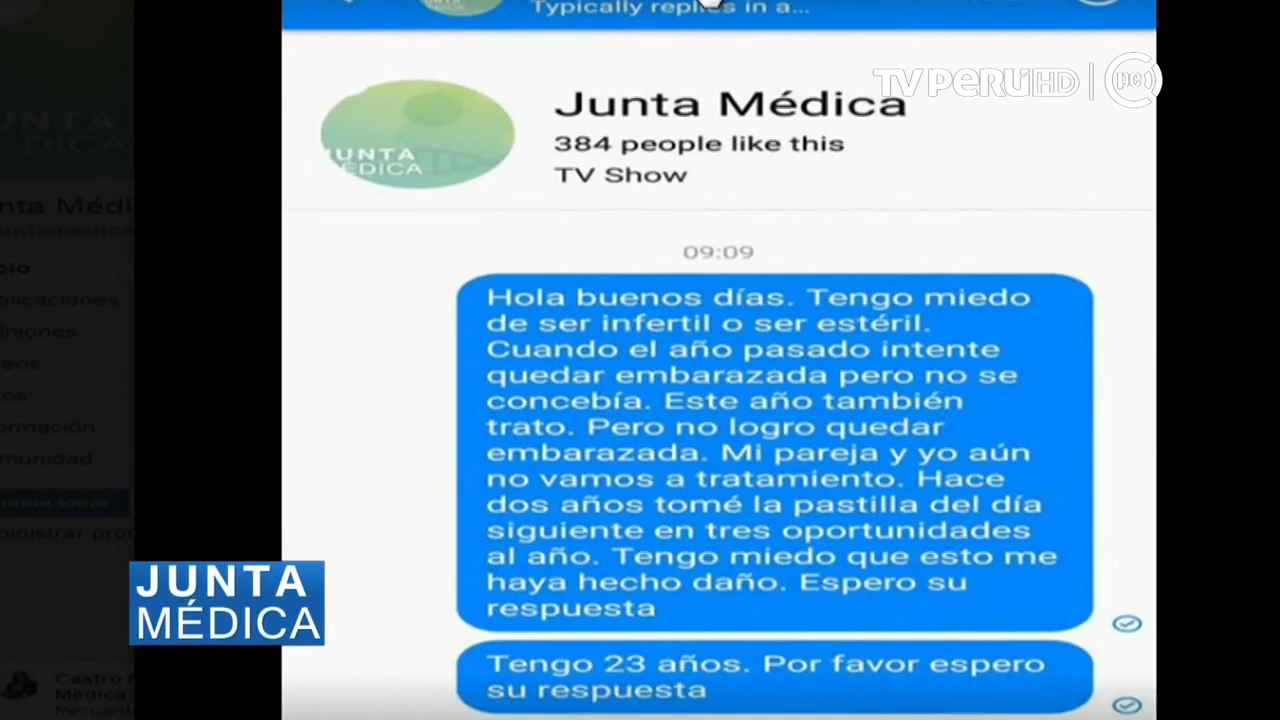 Typically replies in a...
TVPERÚHD
Junta Médica
384 people like this
TV Show
JUNTA
MÉDICA
09:09
Hola buenos días. Tengo miedo
de ser infertil o ser estéril.
Cuando el año pasado intente
quedar embarazada pero no se
concebía. Este año también
trato. Pero no logro quedar
embarazada. Mi pareja y yo aún
no vamos a tratamiento. Hace
dos años tomé la pastilla del día
siguiente en tres oportunidades
al año. Tengo miedo que esto me
haya hecho daño. Espero su
respuesta
Tengo 23 años. Por favor espero
su respuesta
JUNTA
MÉDICA